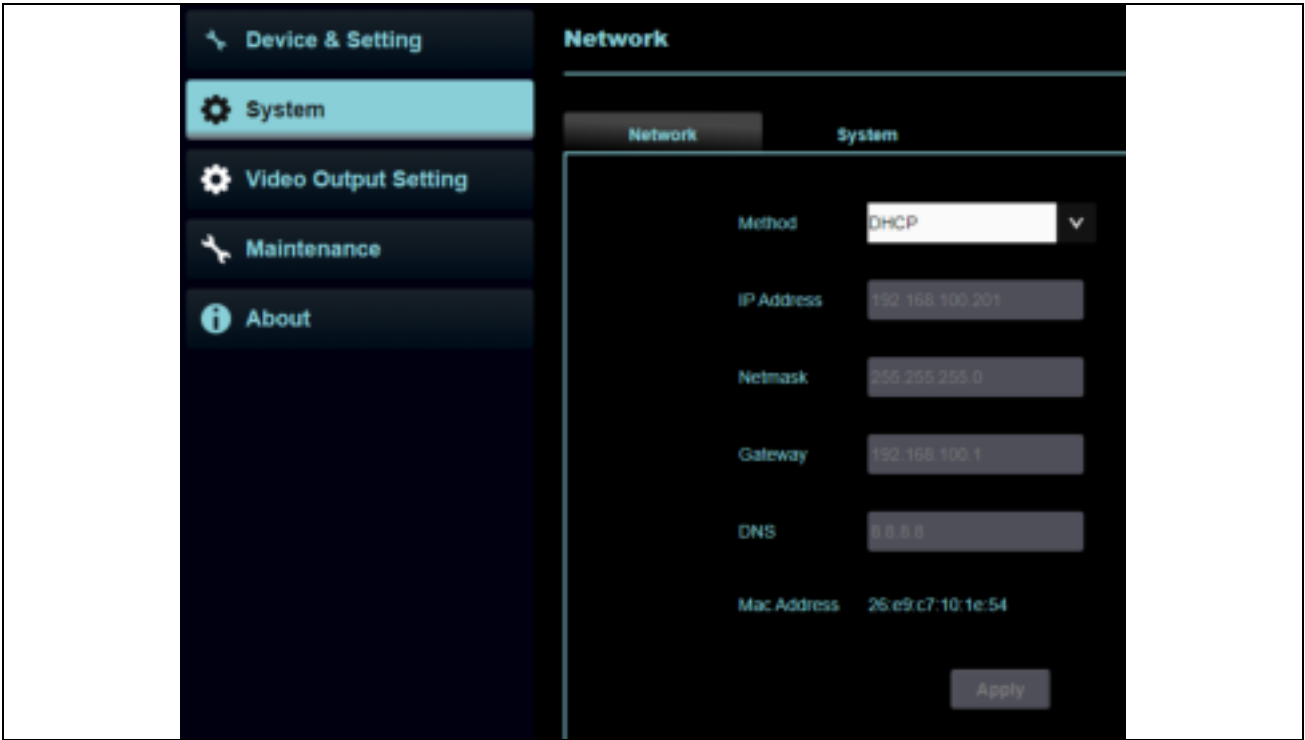 Device & Setting
System
Video Output Setting
Maintenance
About
Network
Network System
Method DHCP
IP Address 192.168.100.201
Netmask 255.255.255.0
Gateway 192.168.100.1
DNS 8.8.8.8
Mac Address 26:e9:c7:10:1e:54
Apply